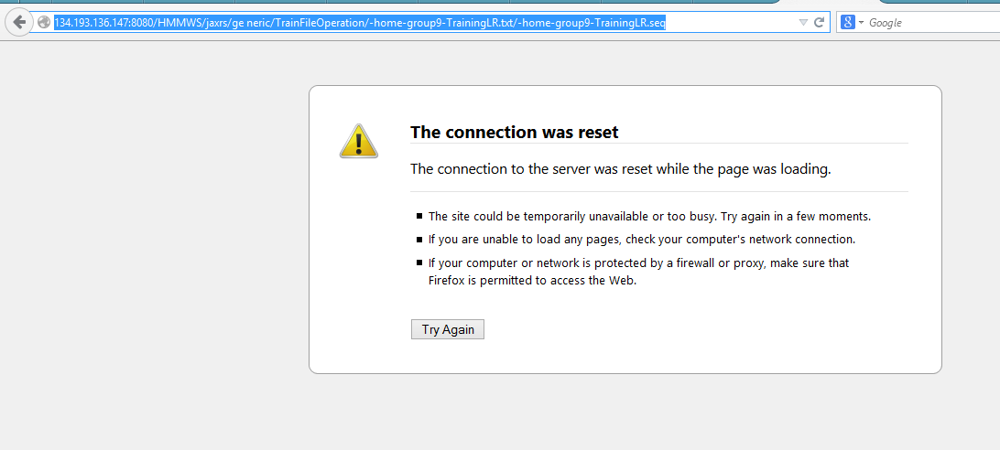 134.193.136.147:8080/HMMWS/jaxrs/ge neric/TrainFileOperation/-home-group9-TrainingLR.txt/-home-group9-TrainingLR.seq
Google
The connection was reset
The connection to the server was reset while the page was loading.
The site could be temporarily unavailable or too busy. Try again in a few moments.
If you are unable to load any pages, check your computer's network connection.
If your computer or network is protected by a firewall or proxy, make sure that
Firefox is permitted to access the Web.
Try Again